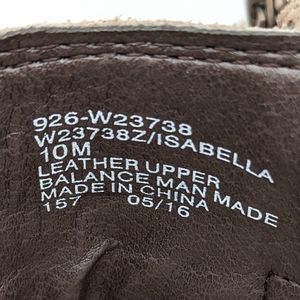 926-W23738
W23738Z/ISABELLA
10M
LEATHER UPPER
BALANCE MAN MADE
MADE IN CHINA
157 05/16